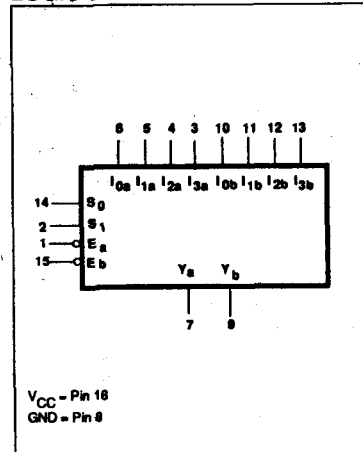 6 5 4 3 10 11 12 13
I0a I1a I2a I3a I0b I1b I2b I3b
14 S0
2 S1
1 Ea
15 Eb
Ya Yb
7 9
VCC = Pin 16
GND = Pin 8